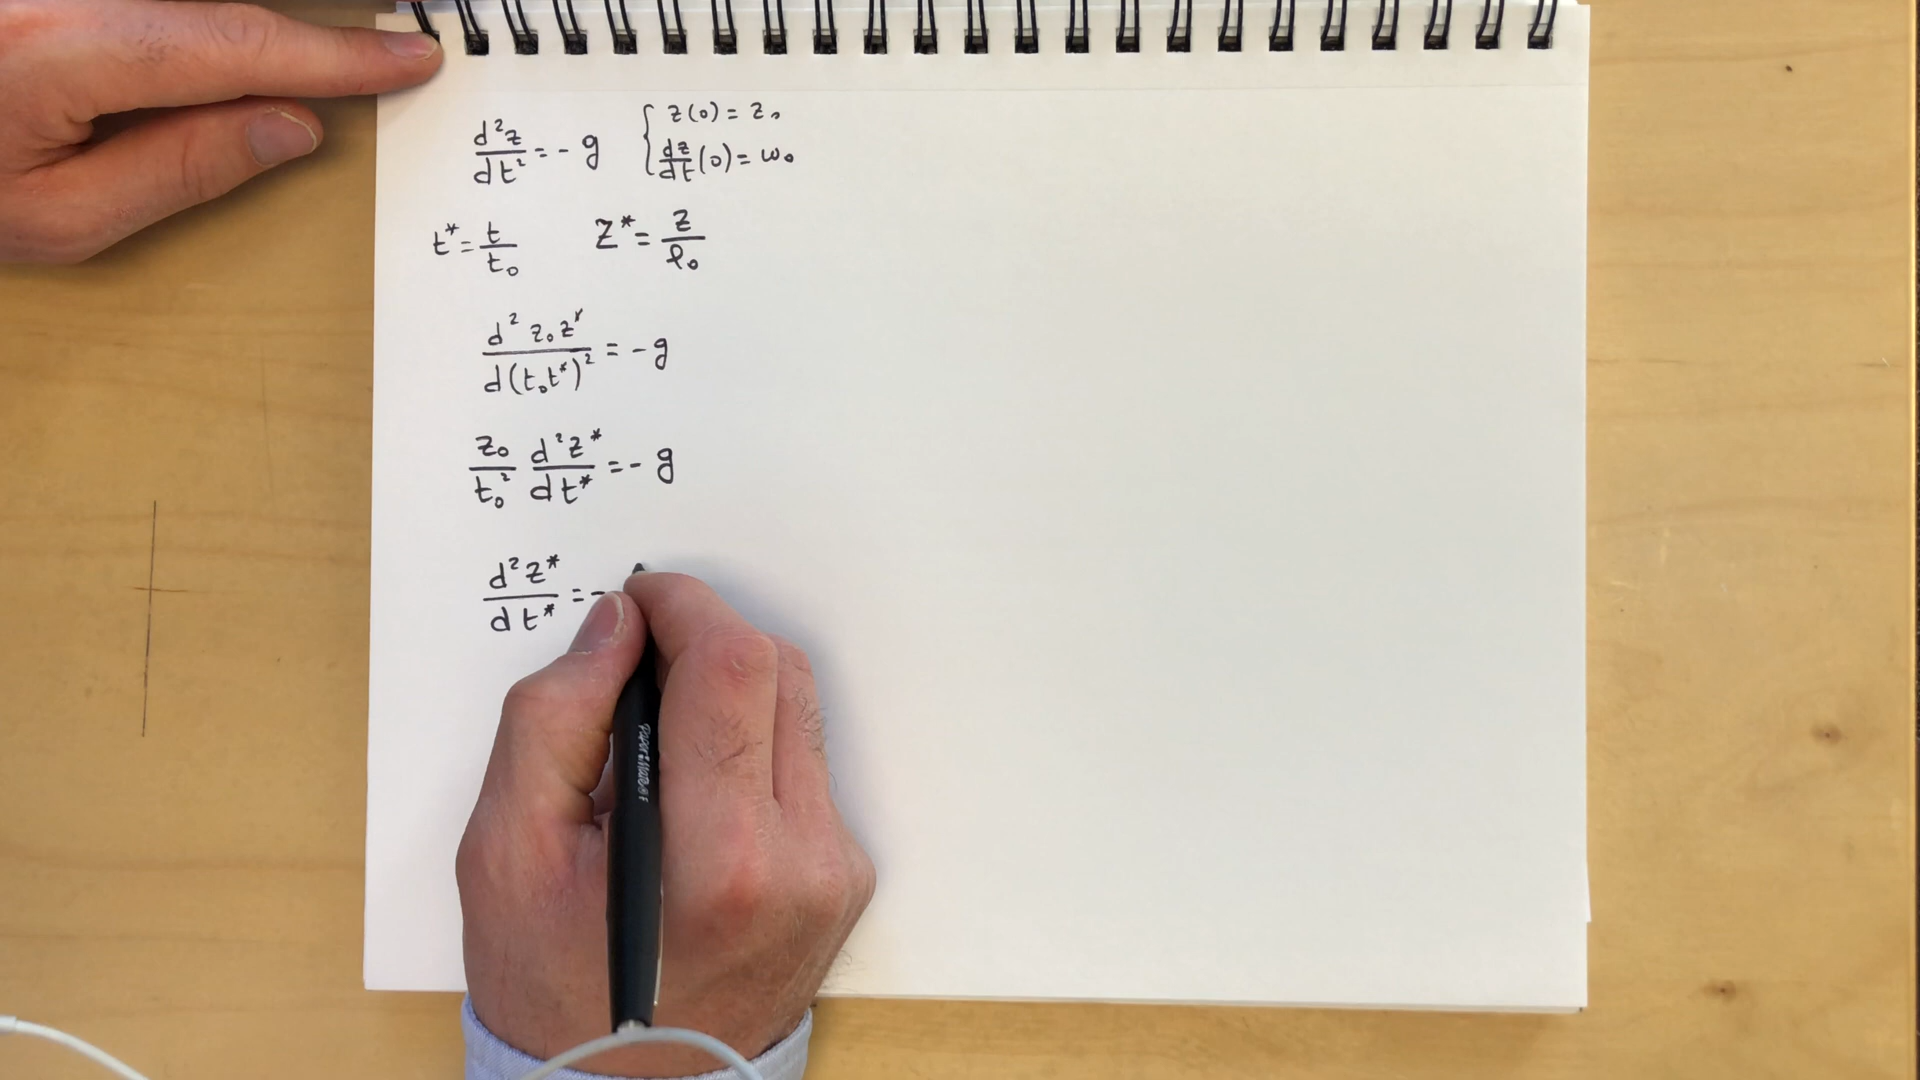 d²z/dt² = - g { z(0) = z₀
dz/dt(0) = w₀
t* = t/t₀ z* = z/ℓ₀
d² z₀z*/d(t₀t*)² = - g
z₀/t₀² d²z*/dt* = - g
d²z*/dt* = -